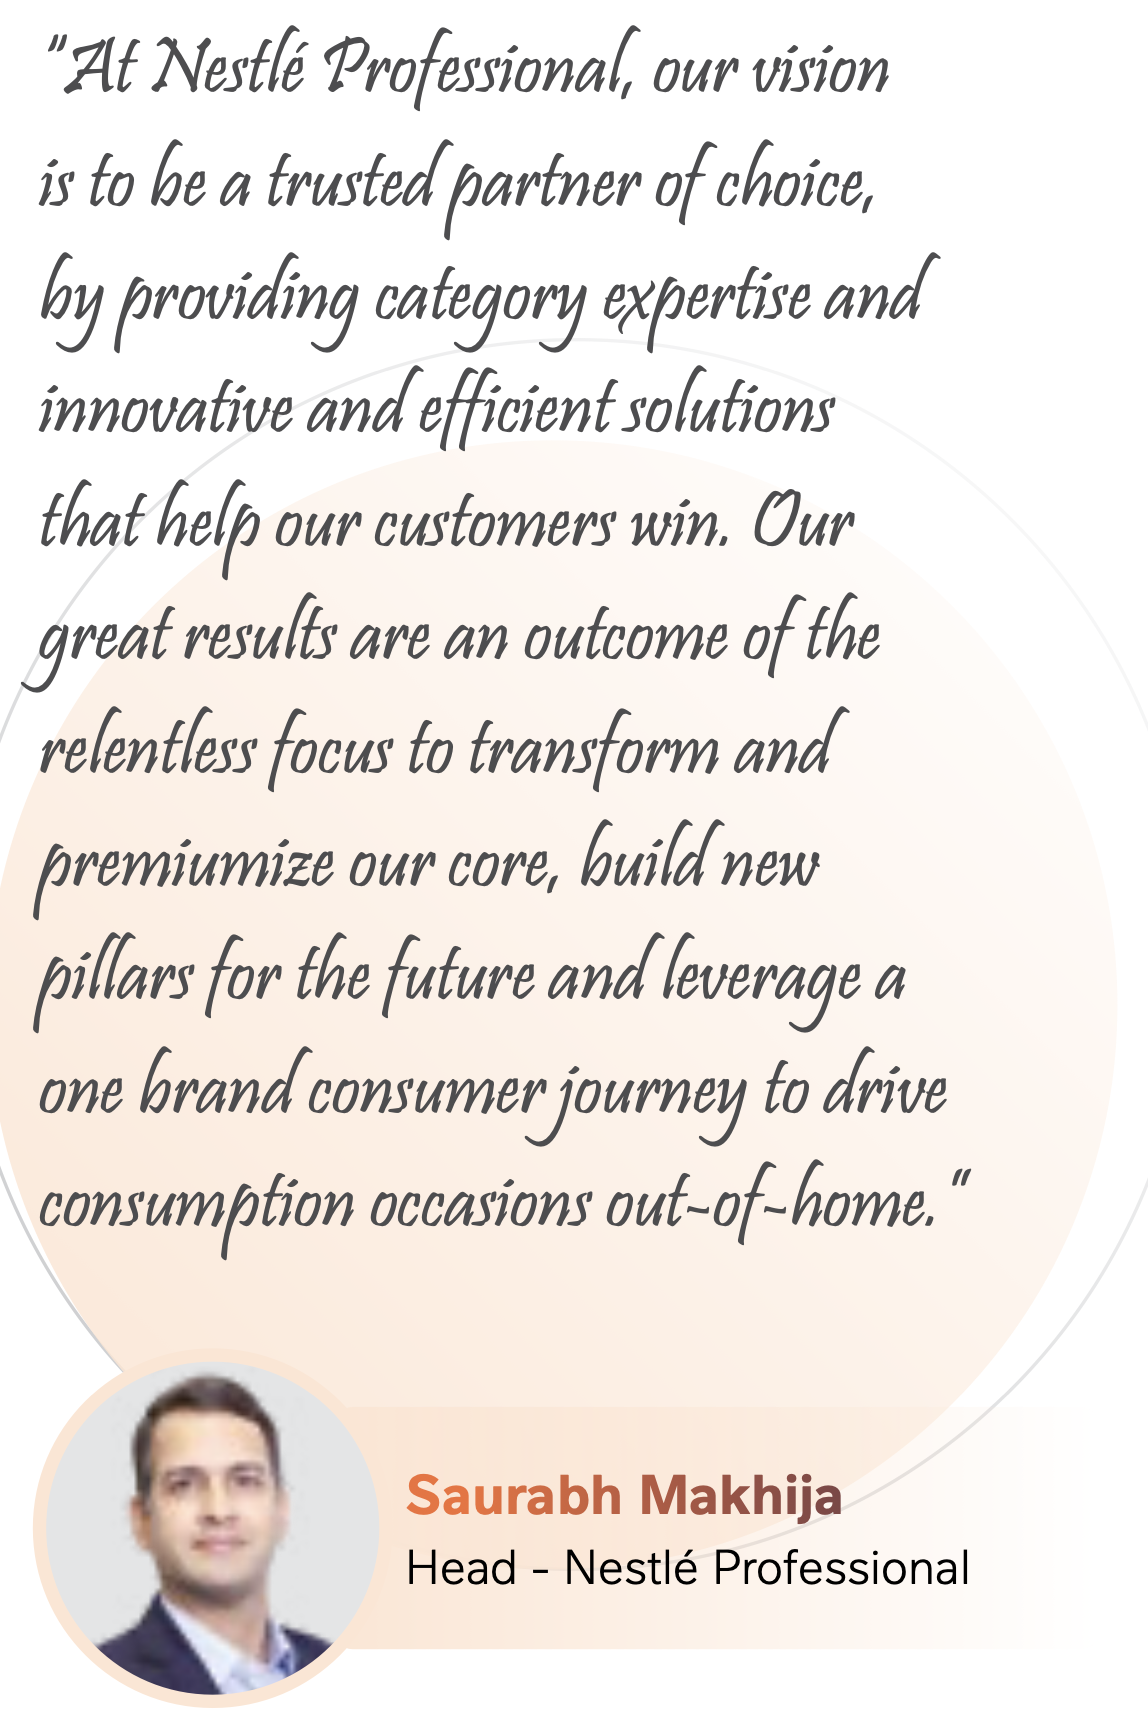 "At Nestlé Professional, our vision
is to be a trusted partner of choice,
by providing category expertise and
innovative and efficient solutions
that help our customers win. Our
great results are an outcome of the
relentless focus to transform and
premiumize our core, build new
pillars for the future and leverage a
one brand consumer journey to drive
consumption occasions out-of-home."
Saurabh Makhija
Head - Nestlé Professional